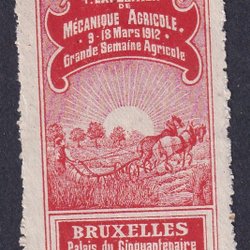 DE
MÉCANIQUE AGRICOLE.
9-18 Mars 1912
Grande Semaine Agricole
BRUXELLES
Palais du Cinquantenaire